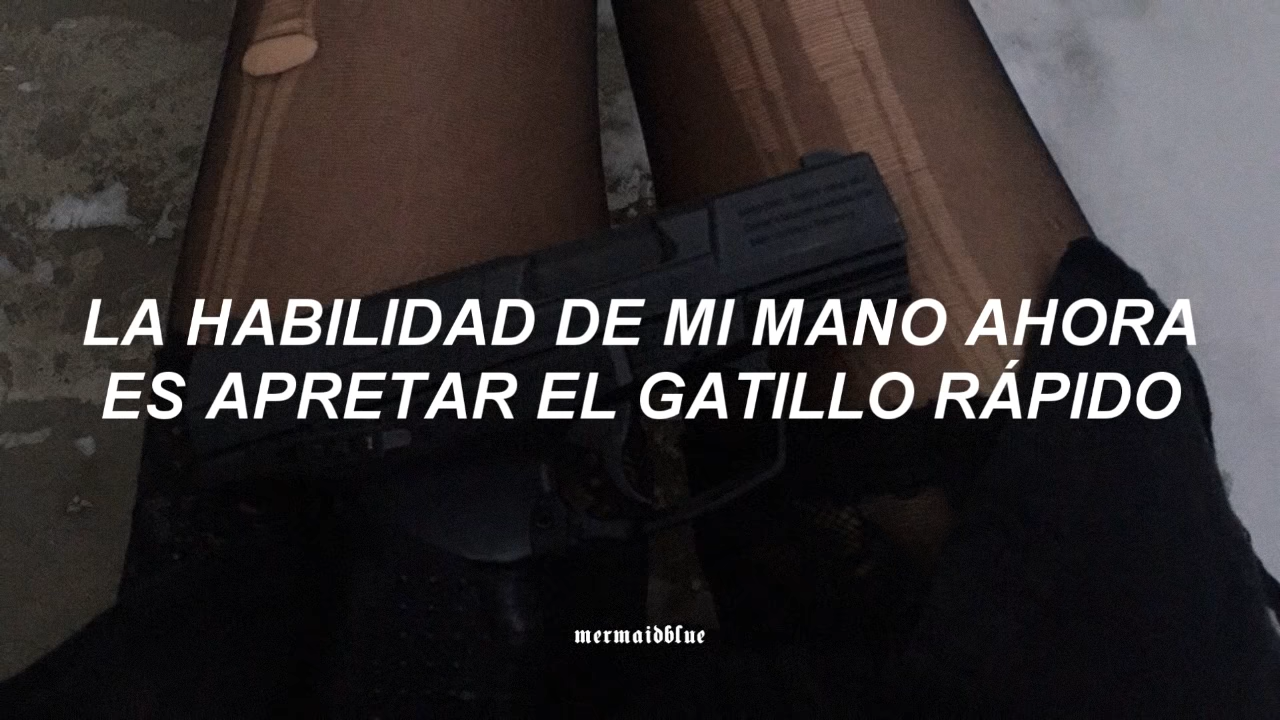 LA HABILIDAD DE MI MANO AHORA
ES APRETAR EL GATILLO RÁPIDO
mermaidblue